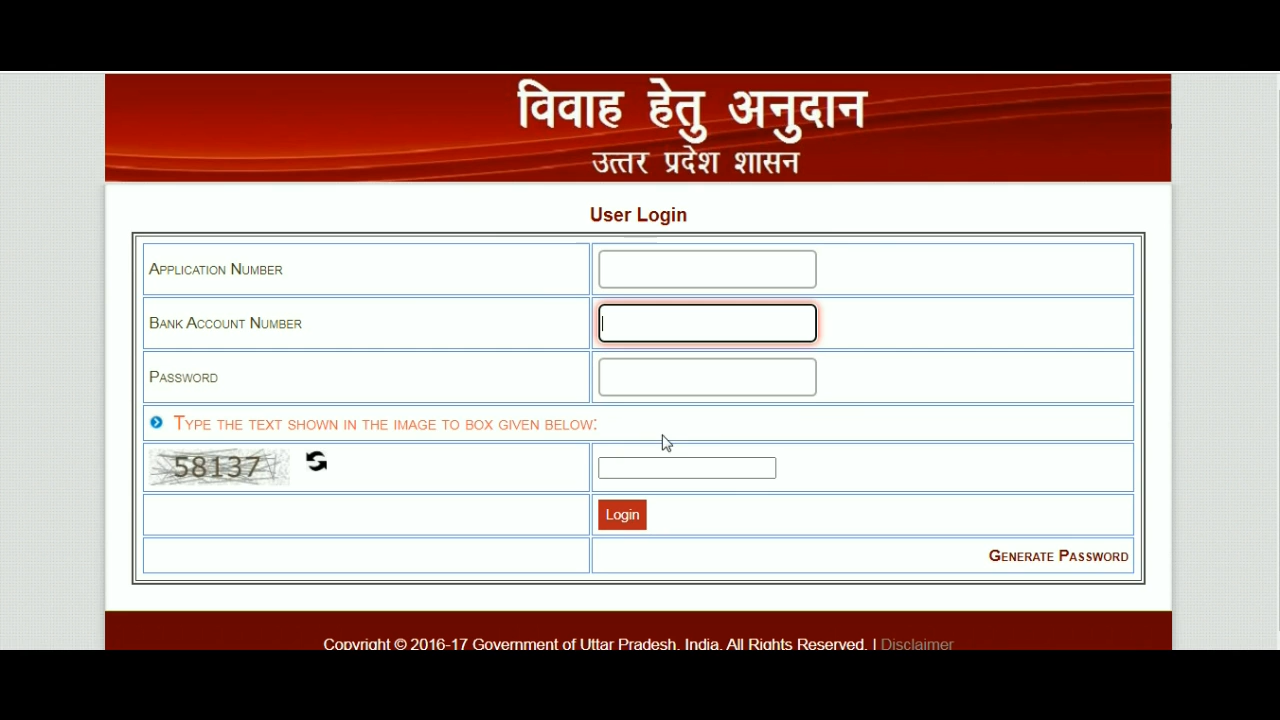 विवाह हेतु अनुदान
उत्तर प्रदेश शासन
User Login
APPLICATION NUMBER
BANK ACCOUNT NUMBER
PASSWORD
TYPE THE TEXT SHOWN IN THE IMAGE TO BOX GIVEN BELOW:
58137
Login
GENERATE PASSWORD
Copyright © 2016-17 Government of Uttar Pradesh, India. All Rights Reserved. | Disclaimer